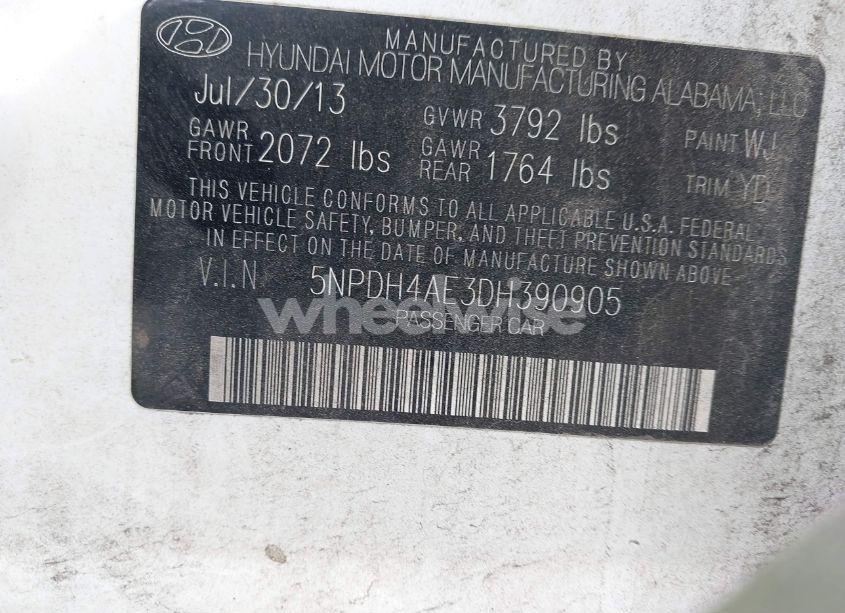 MANUFACTURED BY
HYUNDAI MOTOR MANUFACTURING ALABAMA, LLC
Jul/30/13 GVWR 3792 lbs PAINT WJ
GAWR FRONT 2072 lbs GAWR REAR 1764 lbs TRIM YD
THIS VEHICLE CONFORMS TO ALL APPLICABLE U.S.A. FEDERAL
MOTOR VEHICLE SAFETY, BUMPER, AND THEFT PREVENTION STANDARDS
IN EFFECT ON THE DATE OF MANUFACTURE SHOWN ABOVE
V.I.N 5NPDH4AE3DH390905
wheelwise
PASSENGER CAR